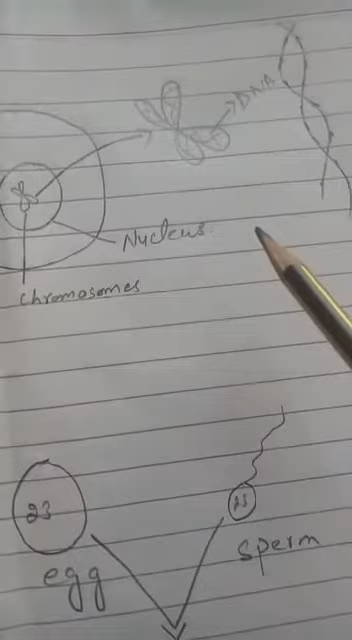 DNA
Nucleus
chromosomes
23
23
egg
sperm